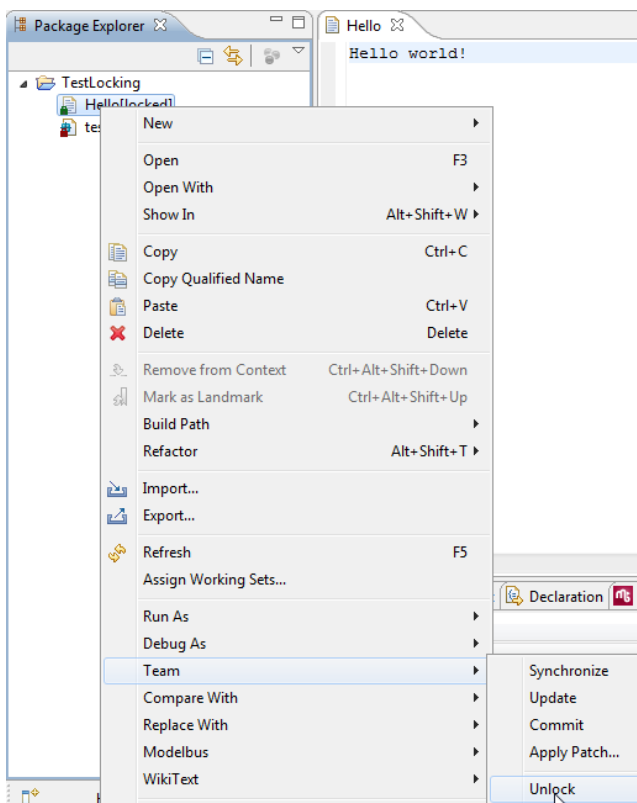 Package Explorer
Hello
Hello world!
TestLocking
Hello[locked]
tes
New
Open F3
Open With
Show In Alt+Shift+W
Copy Ctrl+C
Copy Qualified Name
Paste Ctrl+V
Delete Delete
Remove from Context Ctrl+Alt+Shift+Down
Mark as Landmark Ctrl+Alt+Shift+Up
Build Path
Refactor Alt+Shift+T
Import...
Export...
Refresh F5
Assign Working Sets...
Declaration
Run As
Debug As
Team
Synchronize
Compare With
Update
Replace With
Commit
Modelbus
Apply Patch...
WikiText
Unlock